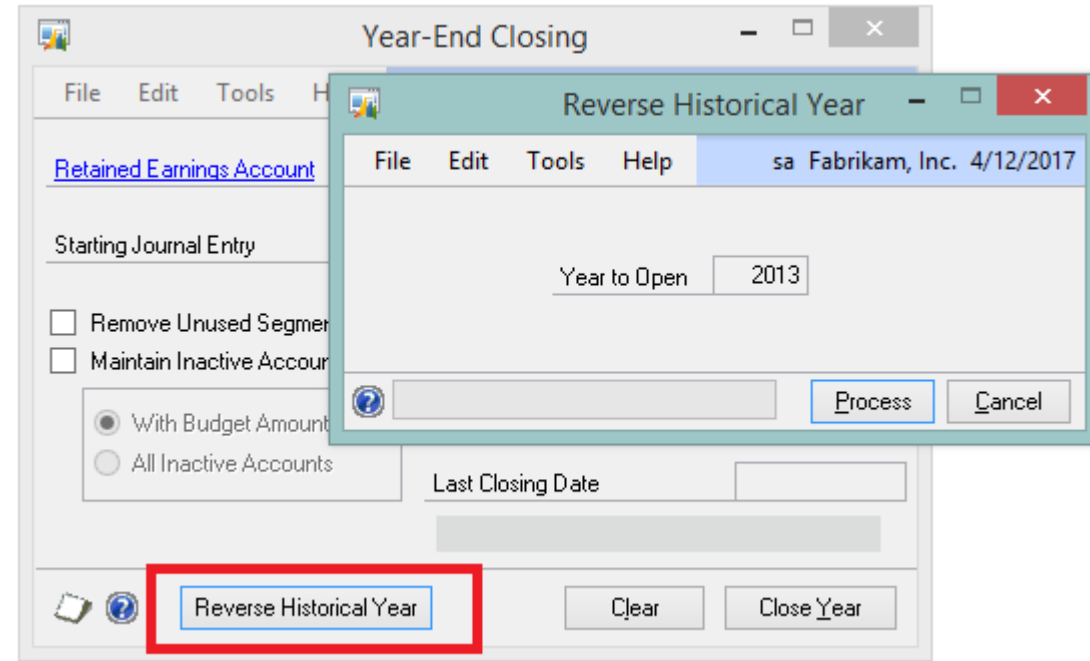 Year-End Closing
File Edit Tools H
Retained Earnings Account
Starting Journal Entry
Remove Unused Segmen
Maintain Inactive Accoun
With Budget Amount
All Inactive Accounts
Last Closing Date
Reverse Historical Year
Clear
Close Year
Reverse Historical Year
File Edit Tools Help
sa Fabrikam, Inc. 4/12/2017
Year to Open 2013
Process
Cancel